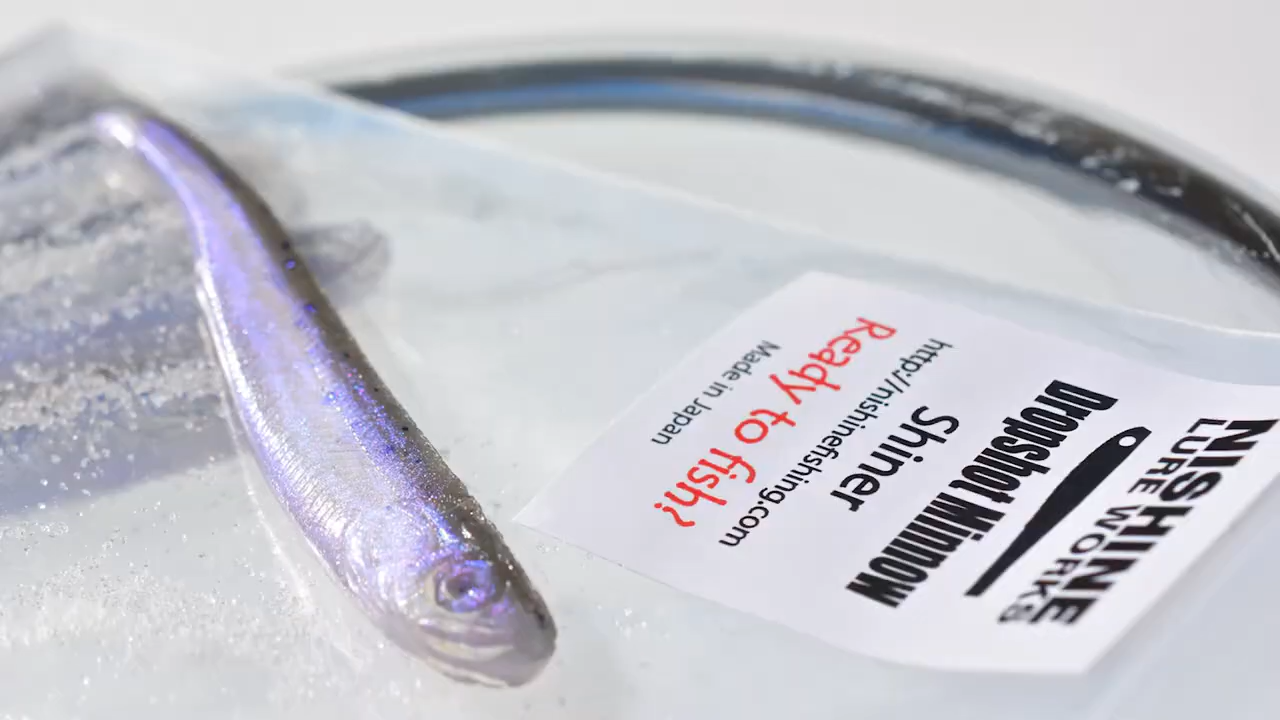 NISHINE
LURE WORKS
Dropshot Minnow
Shiner
http://nishinefishing.com
Ready to fish!
Made in Japan